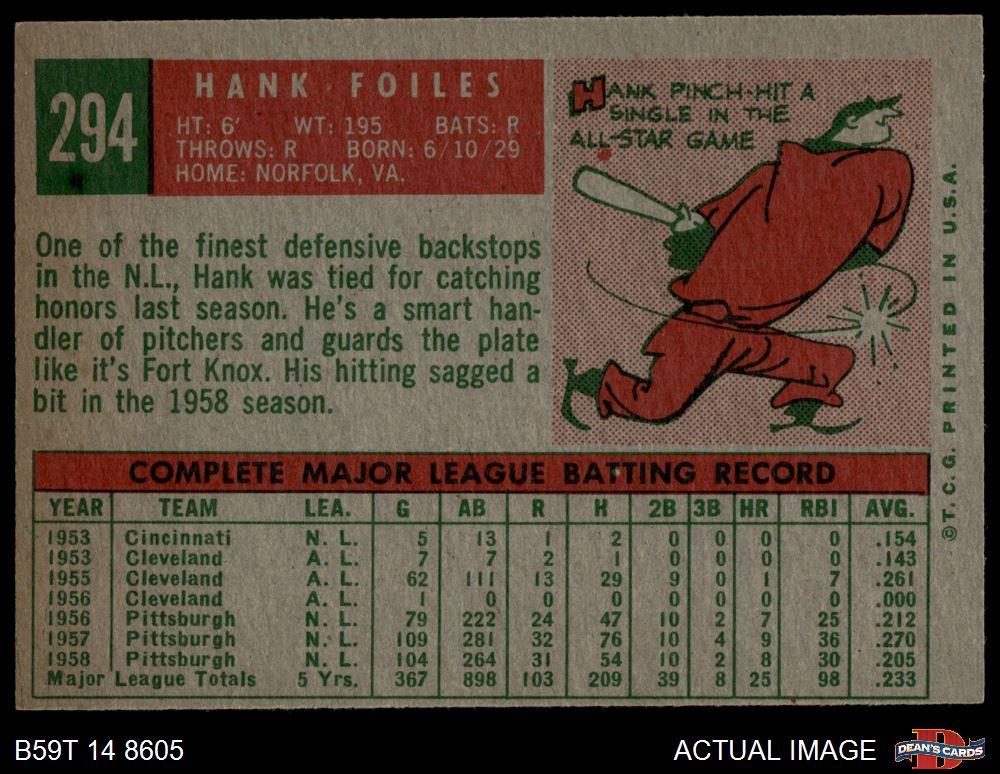 294
HANK FOILES
HT: 6' WT: 195 BATS: R
THROWS: R BORN: 6/10/29
HOME: NORFOLK, VA.
One of the finest defensive backstops
in the N.L., Hank was tied for catching
honors last season. He's a smart han-
dler of pitchers and guards the plate
like it's Fort Knox. His hitting sagged a
bit in the 1958 season.
HANK PINCH-HIT A
SINGLE IN THE
ALL-STAR GAME
COMPLETE MAJOR LEAGUE BATTING RECORD
YEAR TEAM LEA. G AB R H 2B 3B HR RBI AVG.
1953 Cincinnati N. L. 5 13 1 2 0 0 0 0 .154
1953 Cleveland A. L. 7 7 2 1 0 0 0 0 .143
1955 Cleveland A. L. 62 111 13 29 9 0 1 7 .261
1956 Cleveland A. L. 1 0 0 0 0 0 0 0 .000
1956 Pittsburgh N. L. 79 222 24 47 10 2 7 25 .212
1957 Pittsburgh N. L. 109 281 32 76 10 4 9 36 .270
1958 Pittsburgh N. L. 104 264 31 54 10 2 8 30 .205
Major League Totals 5 Yrs. 367 898 103 209 39 8 25 98 .233
©T.C.G. PRINTED IN U.S.A.
B59T 14 8605
ACTUAL IMAGE
D
DEAN'S CARDS